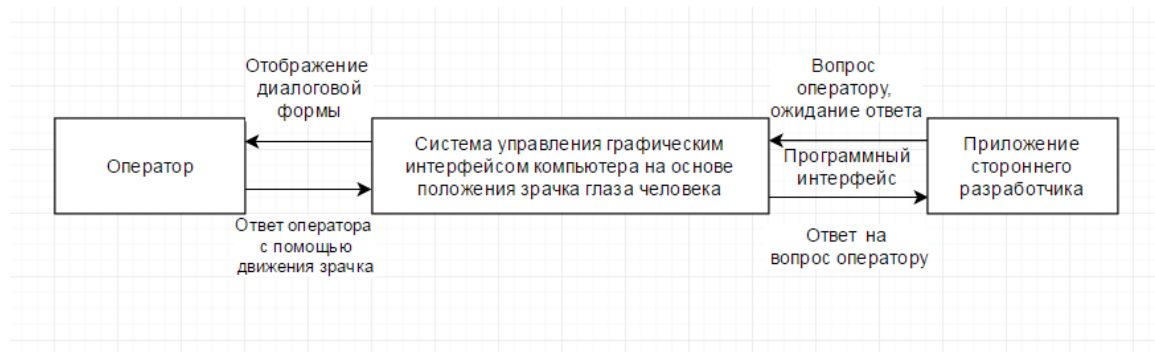 Отображение
диалоговой
формы
Вопрос
оператору,
ожидание ответа
Оператор
Система управления графическим
интерфейсом компьютера на основе
положения зрачка глаза человека
Программный
интерфейс
Приложение
стороннего
разработчика
Ответ оператора
с помощью
движения зрачка
Ответ на
вопрос оператору